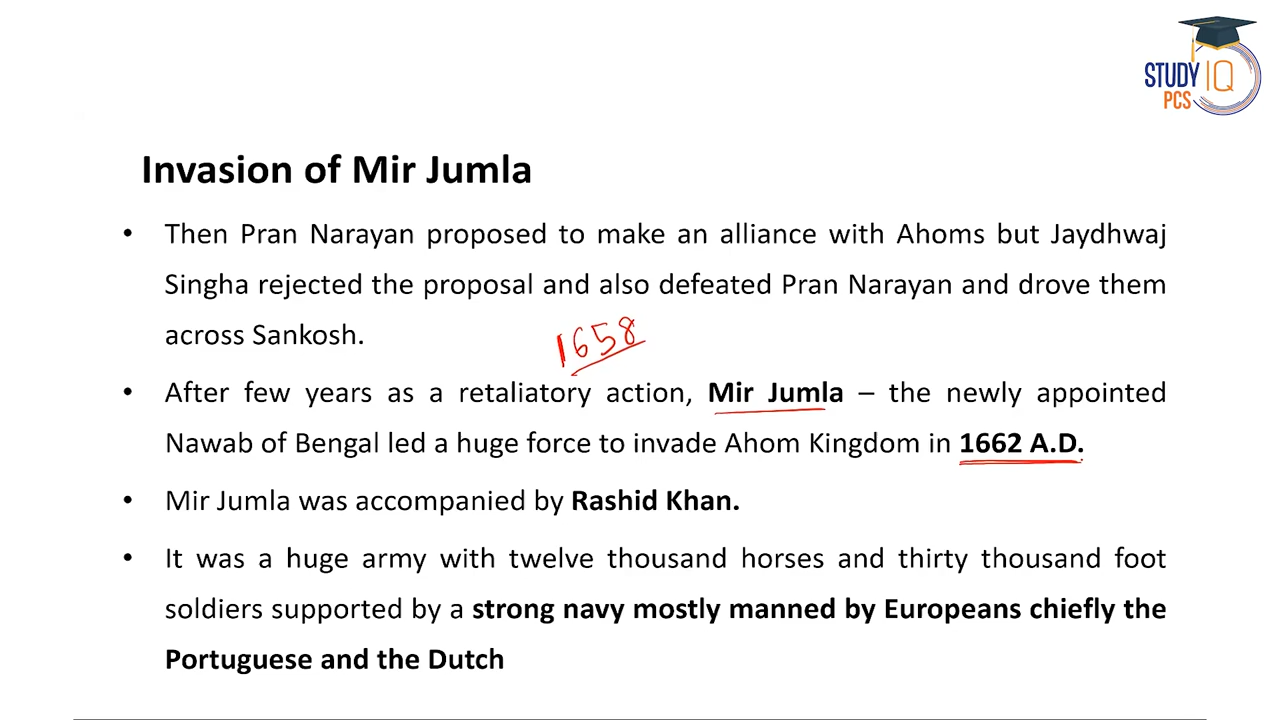 STUDY IQ
PCS
Invasion of Mir Jumla
• Then Pran Narayan proposed to make an alliance with Ahoms but Jaydhwaj
Singha rejected the proposal and also defeated Pran Narayan and drove them
across Sankosh.
1658
• After few years as a retaliatory action, Mir Jumla – the newly appointed
Nawab of Bengal led a huge force to invade Ahom Kingdom in 1662 A.D.
• Mir Jumla was accompanied by Rashid Khan.
• It was a huge army with twelve thousand horses and thirty thousand foot
soldiers supported by a strong navy mostly manned by Europeans chiefly the
Portuguese and the Dutch